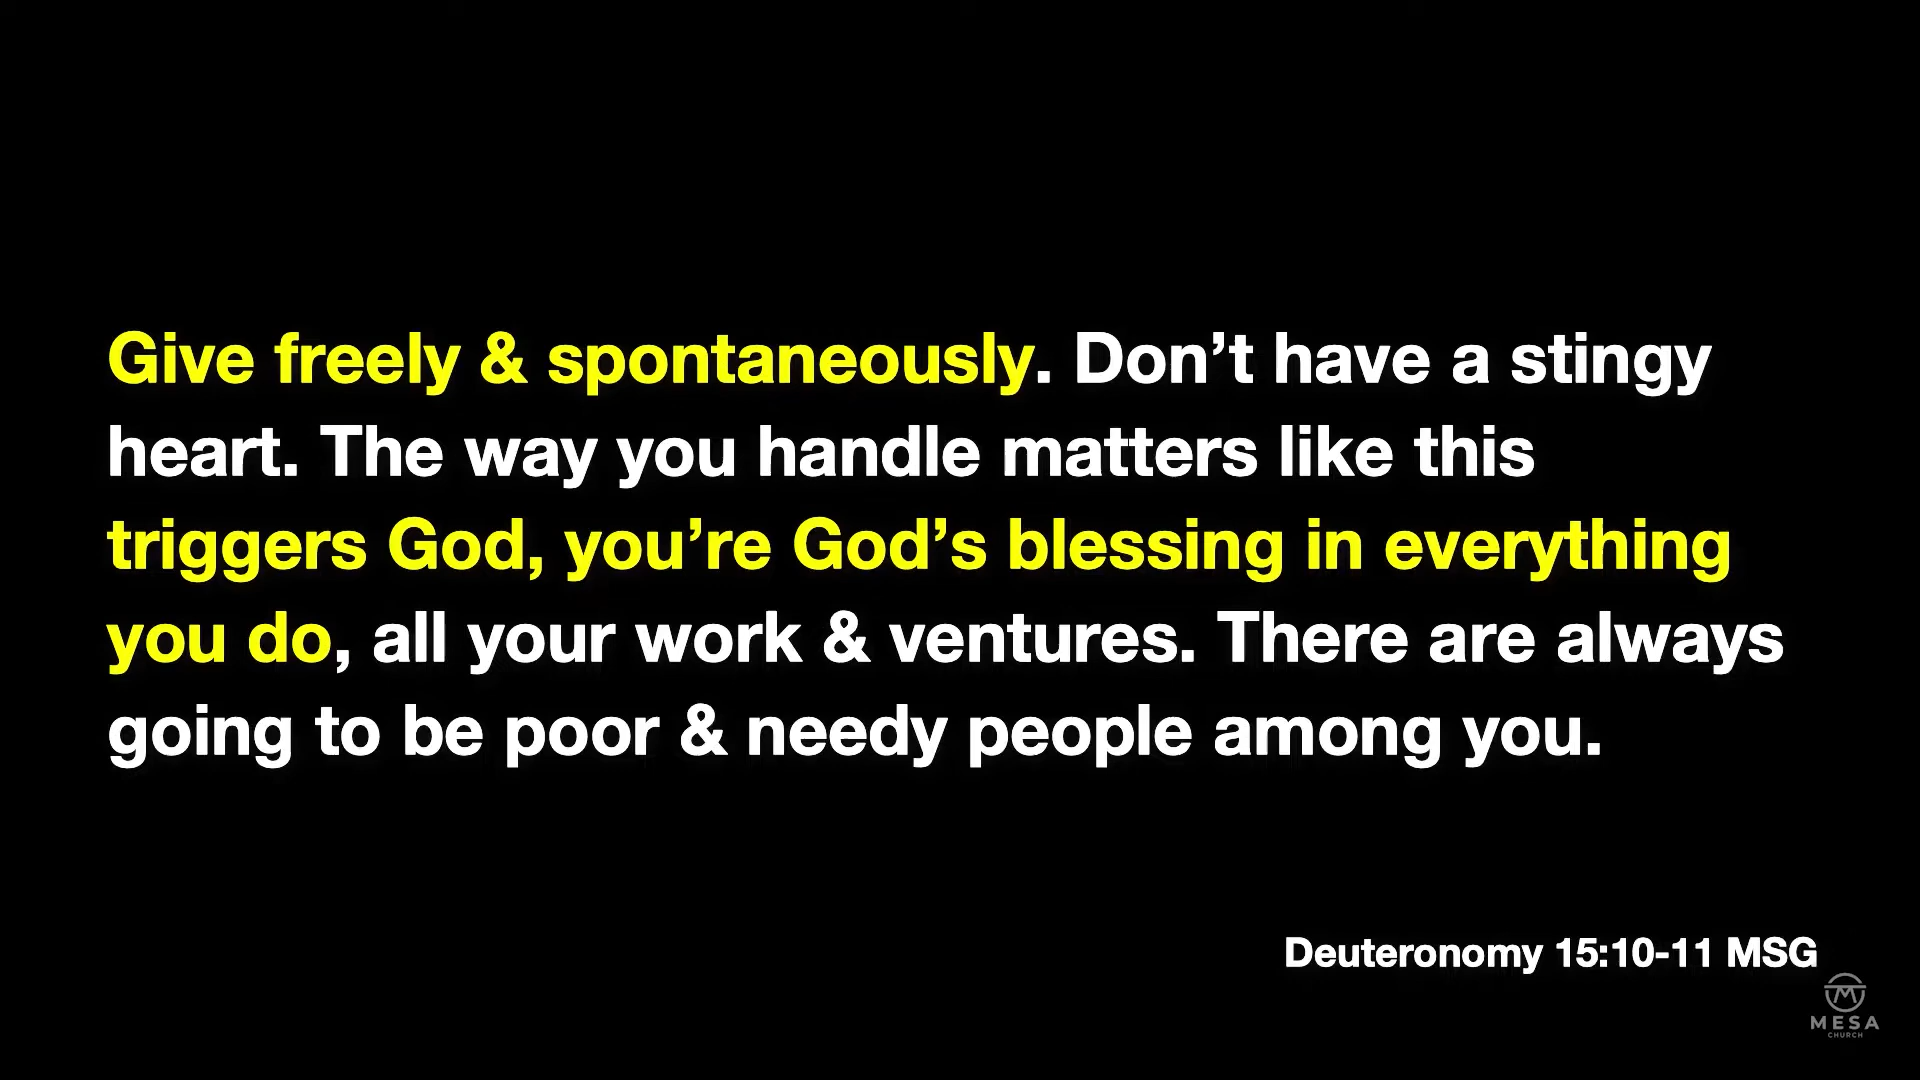 Give freely & spontaneously. Don’t have a stingy
heart. The way you handle matters like this
triggers God, you’re God’s blessing in everything
you do, all your work & ventures. There are always
going to be poor & needy people among you.
Deuteronomy 15:10-11 MSG
MESA
CHURCH